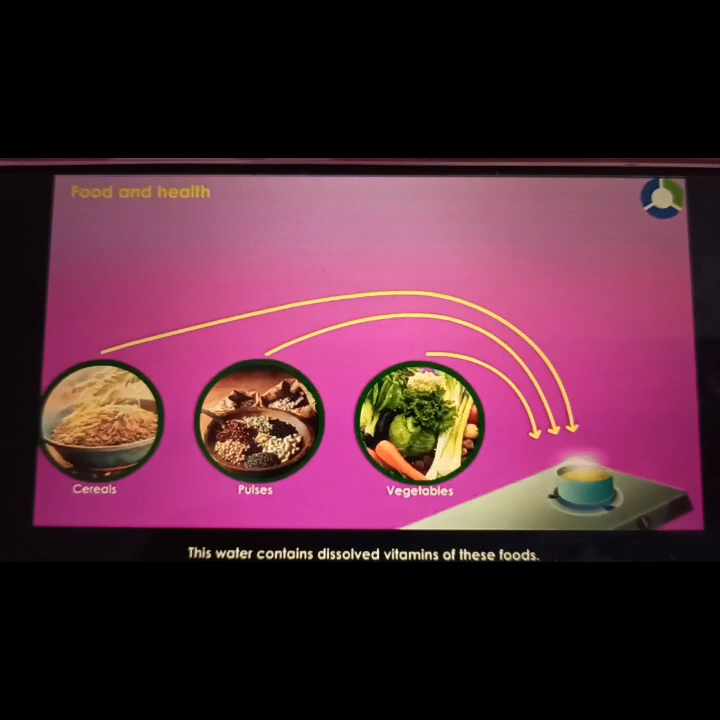 Food and health
Cereals
Pulses
Vegetables
This water contains dissolved vitamins of these foods.